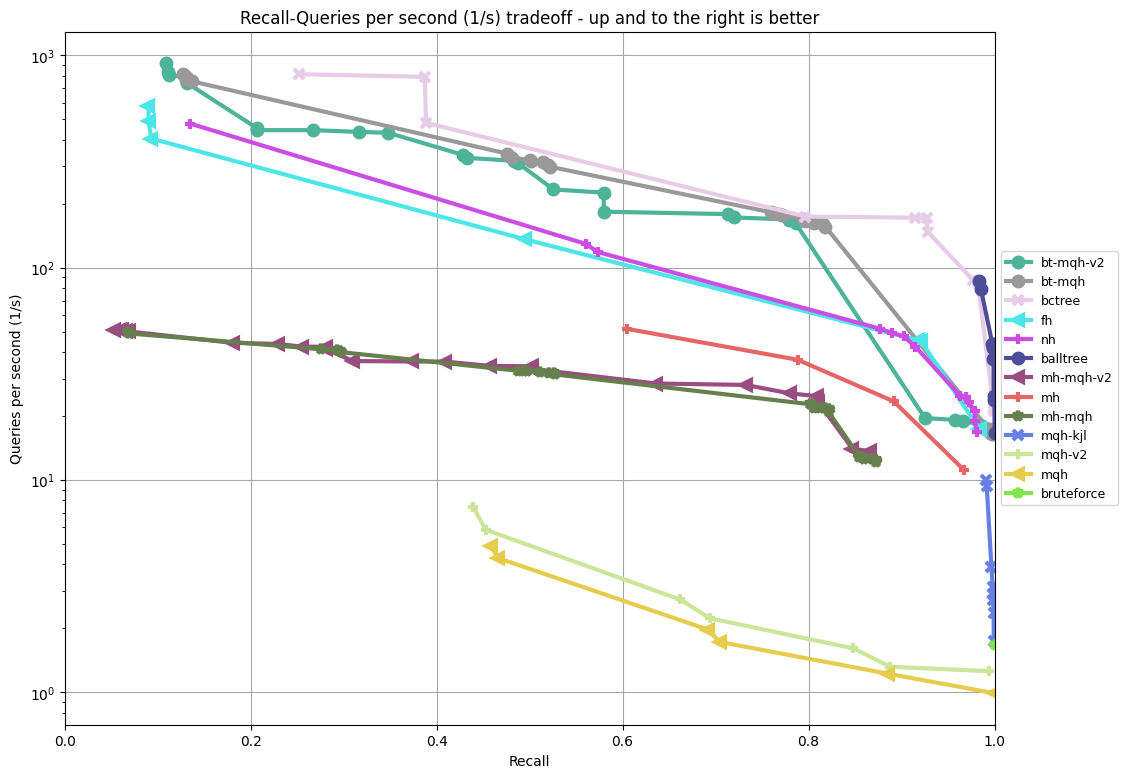 Recall-Queries per second (1/s) tradeoff - up and to the right is better
Queries per second (1/s)
10³
10²
10¹
10⁰
0.0 0.2 0.4 0.6 0.8 1.0
Recall
bt-mqh-v2
bt-mqh
bctree
fh
nh
balltree
mh-mqh-v2
mh
mh-mqh
mqh-kjl
mqh-v2
mqh
bruteforce